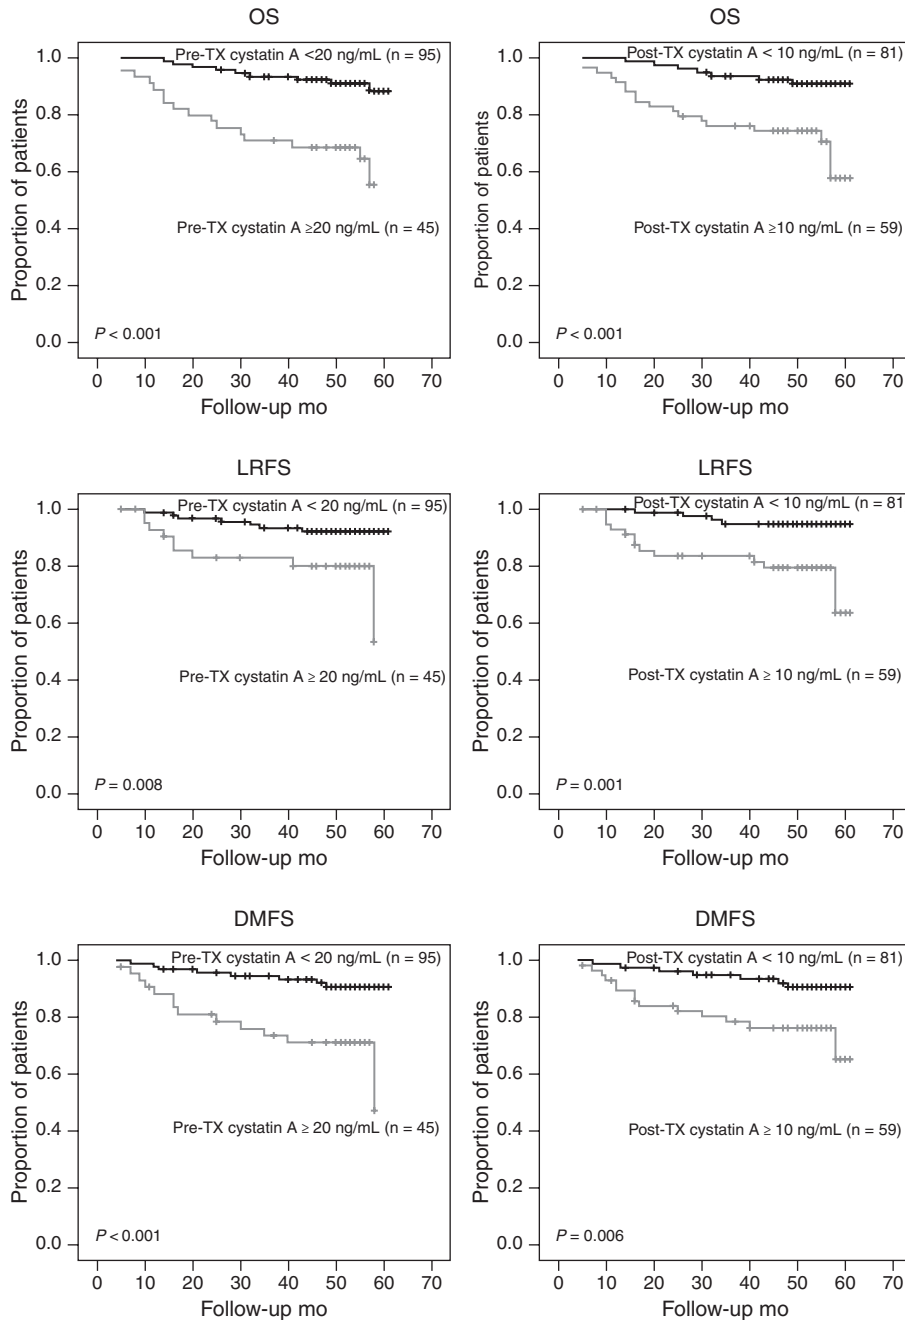 OS
Proportion of patients
1.0
0.8
0.6
0.4
0.2
0.0
Pre-TX cystatin A <20 ng/mL (n = 95)
Pre-TX cystatin A ≥20 ng/mL (n = 45)
P < 0.001
0 10 20 30 40 50 60 70
Follow-up mo
OS
Proportion of patients
1.0
0.8
0.6
0.4
0.2
0.0
Post-TX cystatin A < 10 ng/mL (n = 81)
Post-TX cystatin A ≥10 ng/mL (n = 59)
P < 0.001
0 10 20 30 40 50 60 70
Follow-up mo
LRFS
Proportion of patients
1.0
0.8
0.6
0.4
0.2
0.0
Pre-TX cystatin A < 20 ng/mL (n = 95)
Pre-TX cystatin A ≥ 20 ng/mL (n = 45)
P = 0.008
0 10 20 30 40 50 60 70
Follow-up mo
LRFS
Proportion of patients
1.0
0.8
0.6
0.4
0.2
0.0
Post-TX cystatin A < 10 ng/mL (n = 81
Post-TX cystatin A ≥ 10 ng/mL (n = 59)
P = 0.001
0 10 20 30 40 50 60 70
Follow-up mo
DMFS
Proportion of patients
1.0
0.8
0.6
0.4
0.2
0.0
Pre-TX cystatin A < 20 ng/mL (n = 95)
Pre-TX cystatin A ≥ 20 ng/mL (n = 45)
P < 0.001
0 10 20 30 40 50 60 70
Follow-up mo
DMFS
Proportion of patients
1.0
0.8
0.6
0.4
0.2
0.0
Post-TX cystatin A < 10 ng/mL (n = 81)
Post-TX cystatin A ≥ 10 ng/mL (n = 59)
P = 0.006
0 10 20 30 40 50 60 70
Follow-up mo